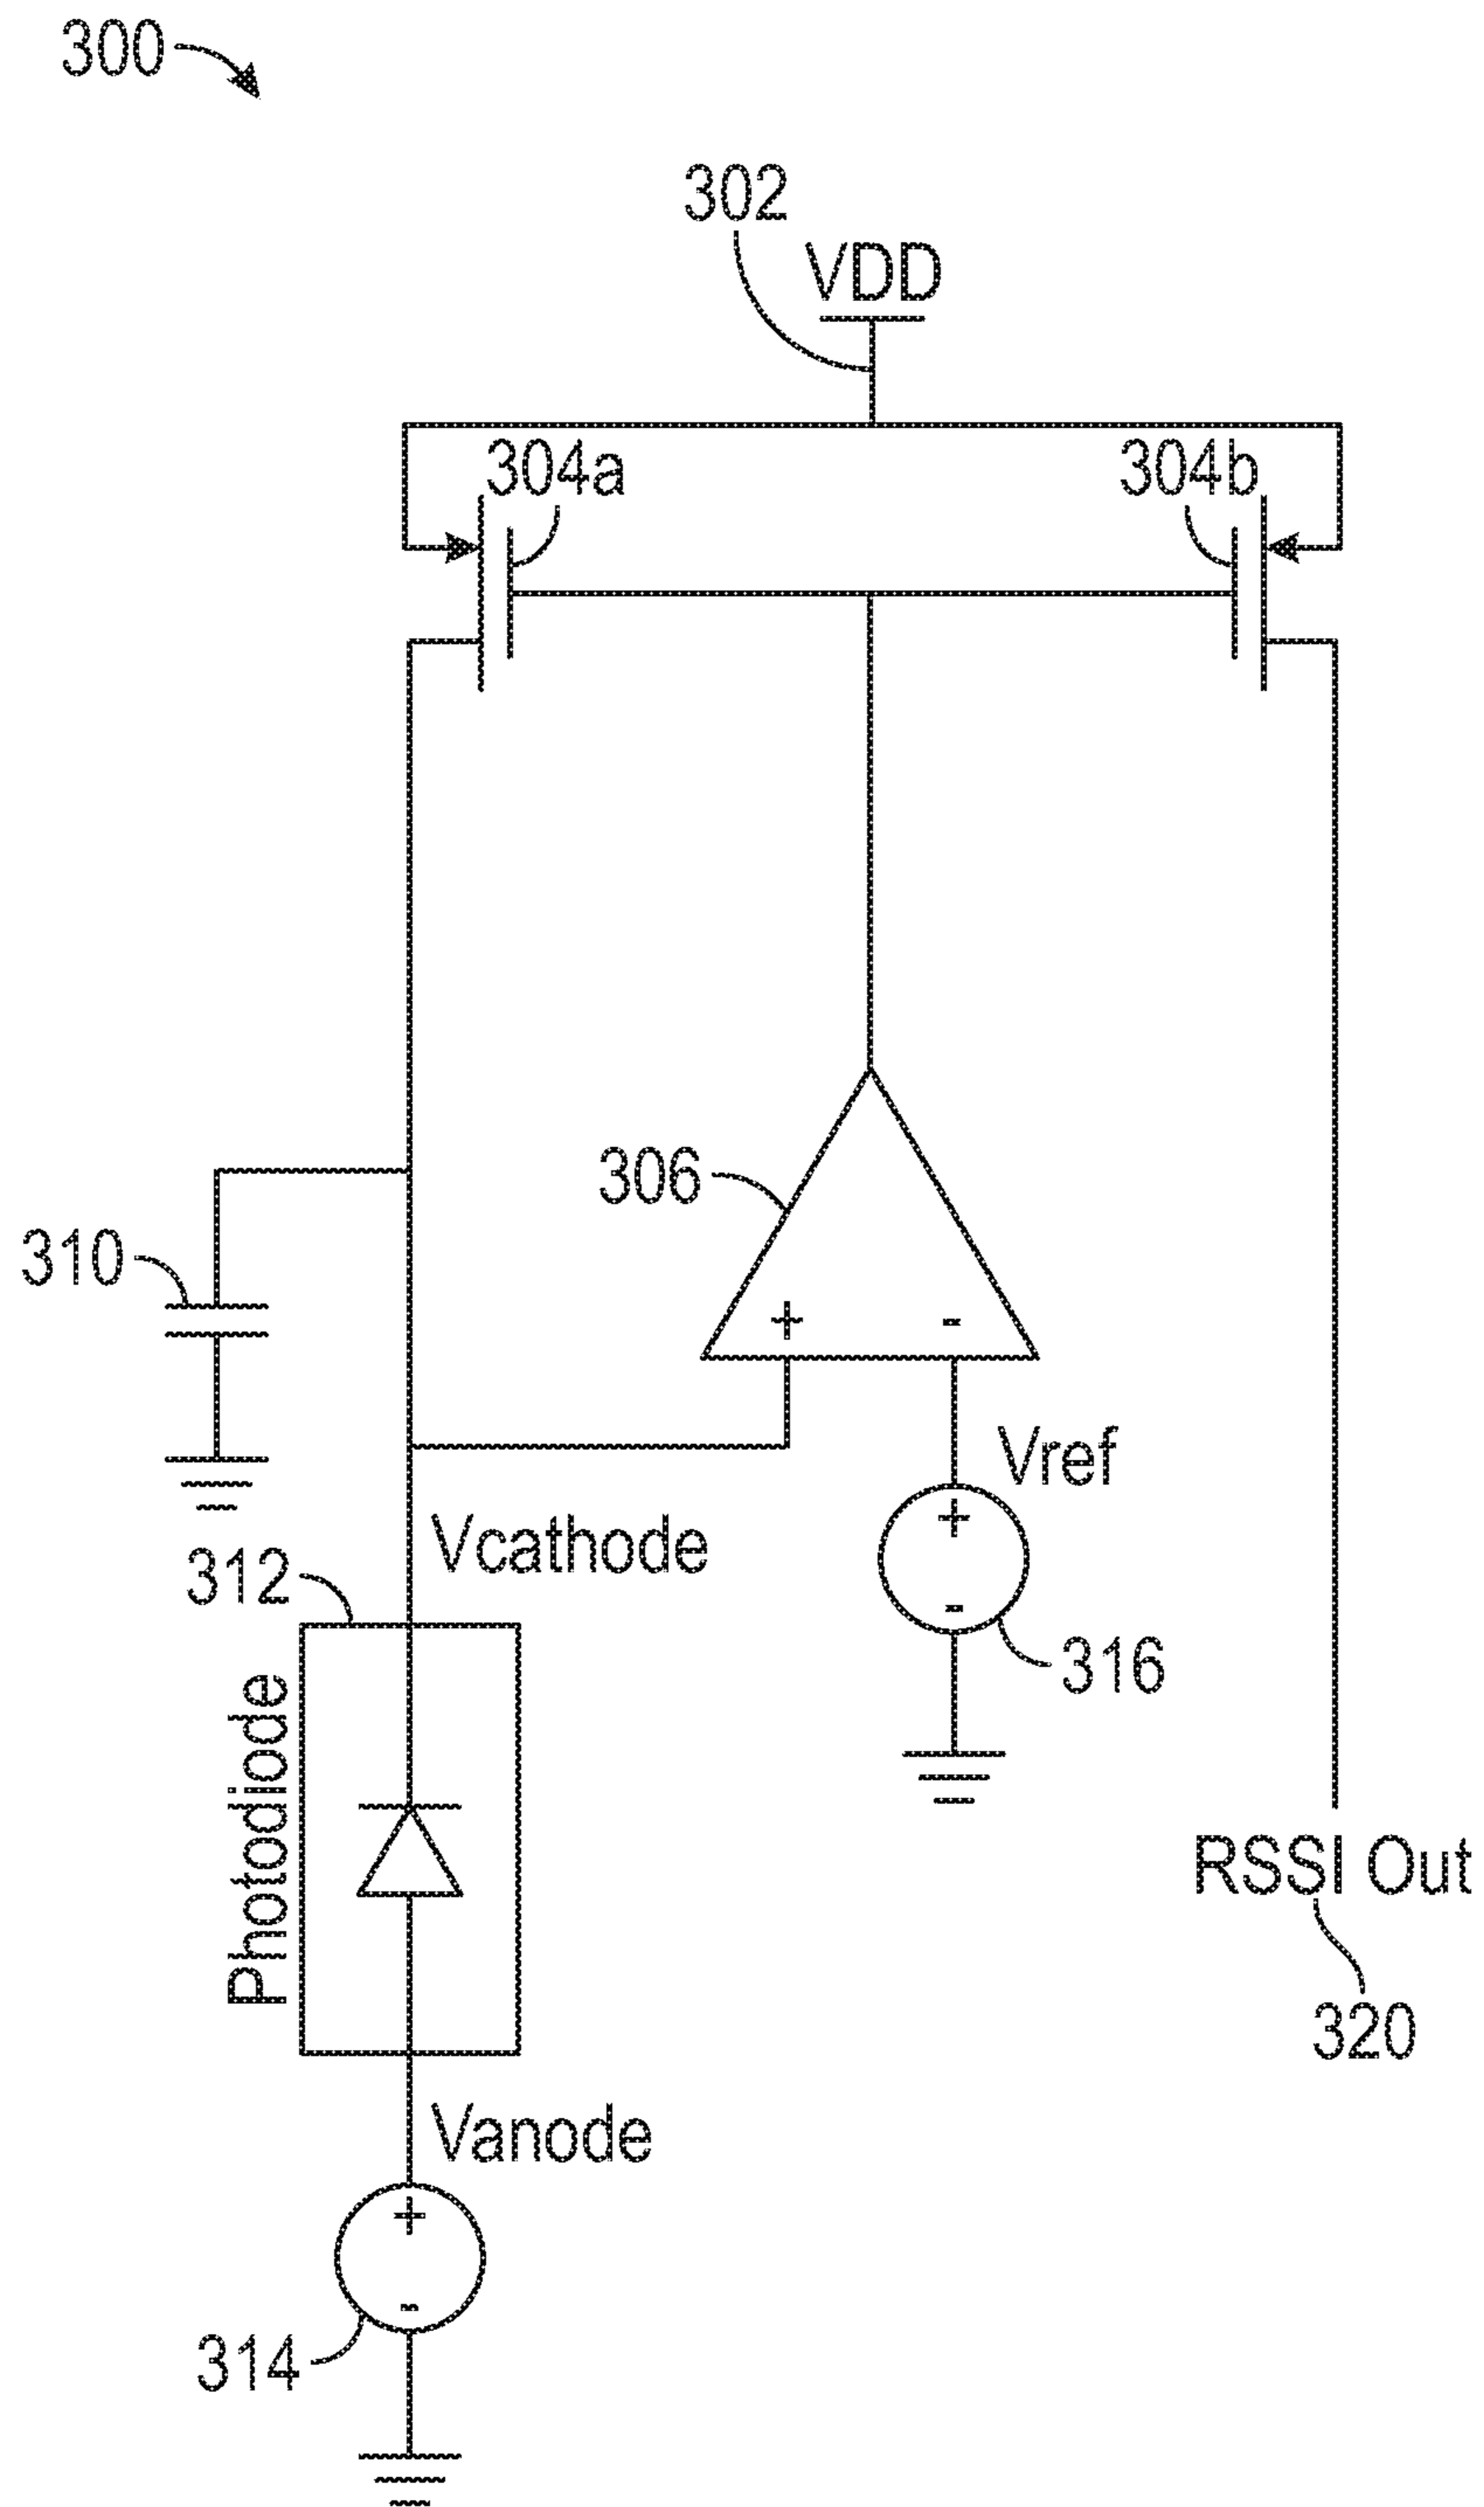 300
302
VDD
304a
304b
306
310
+ -
Vref
Vcathode
312
+
-
316
Photodiode
RSSI Out
320
Vanode
+
-
314